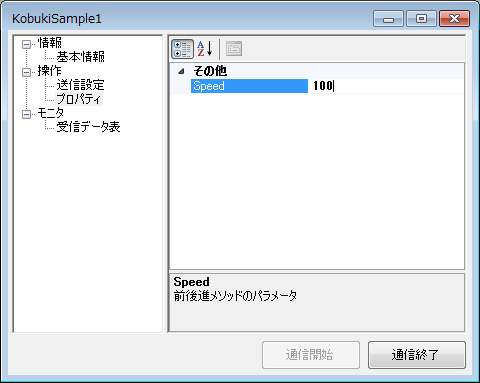 KobukiSample1
情報
基本情報
操作
送信設定
プロパティ
モニタ
受信データ表
その他
Speed 100
Speed
前後進メソッドのパラメータ
通信開始
通信終了